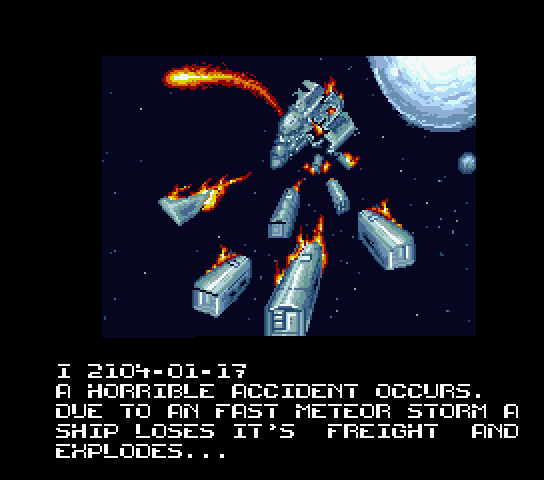 I 2104-01-17
A HORRIBLE ACCIDENT OCCURS.
DUE TO AN FAST METEOR STORM A
SHIP LOSES IT'S FREIGHT AND
EXPLODES...